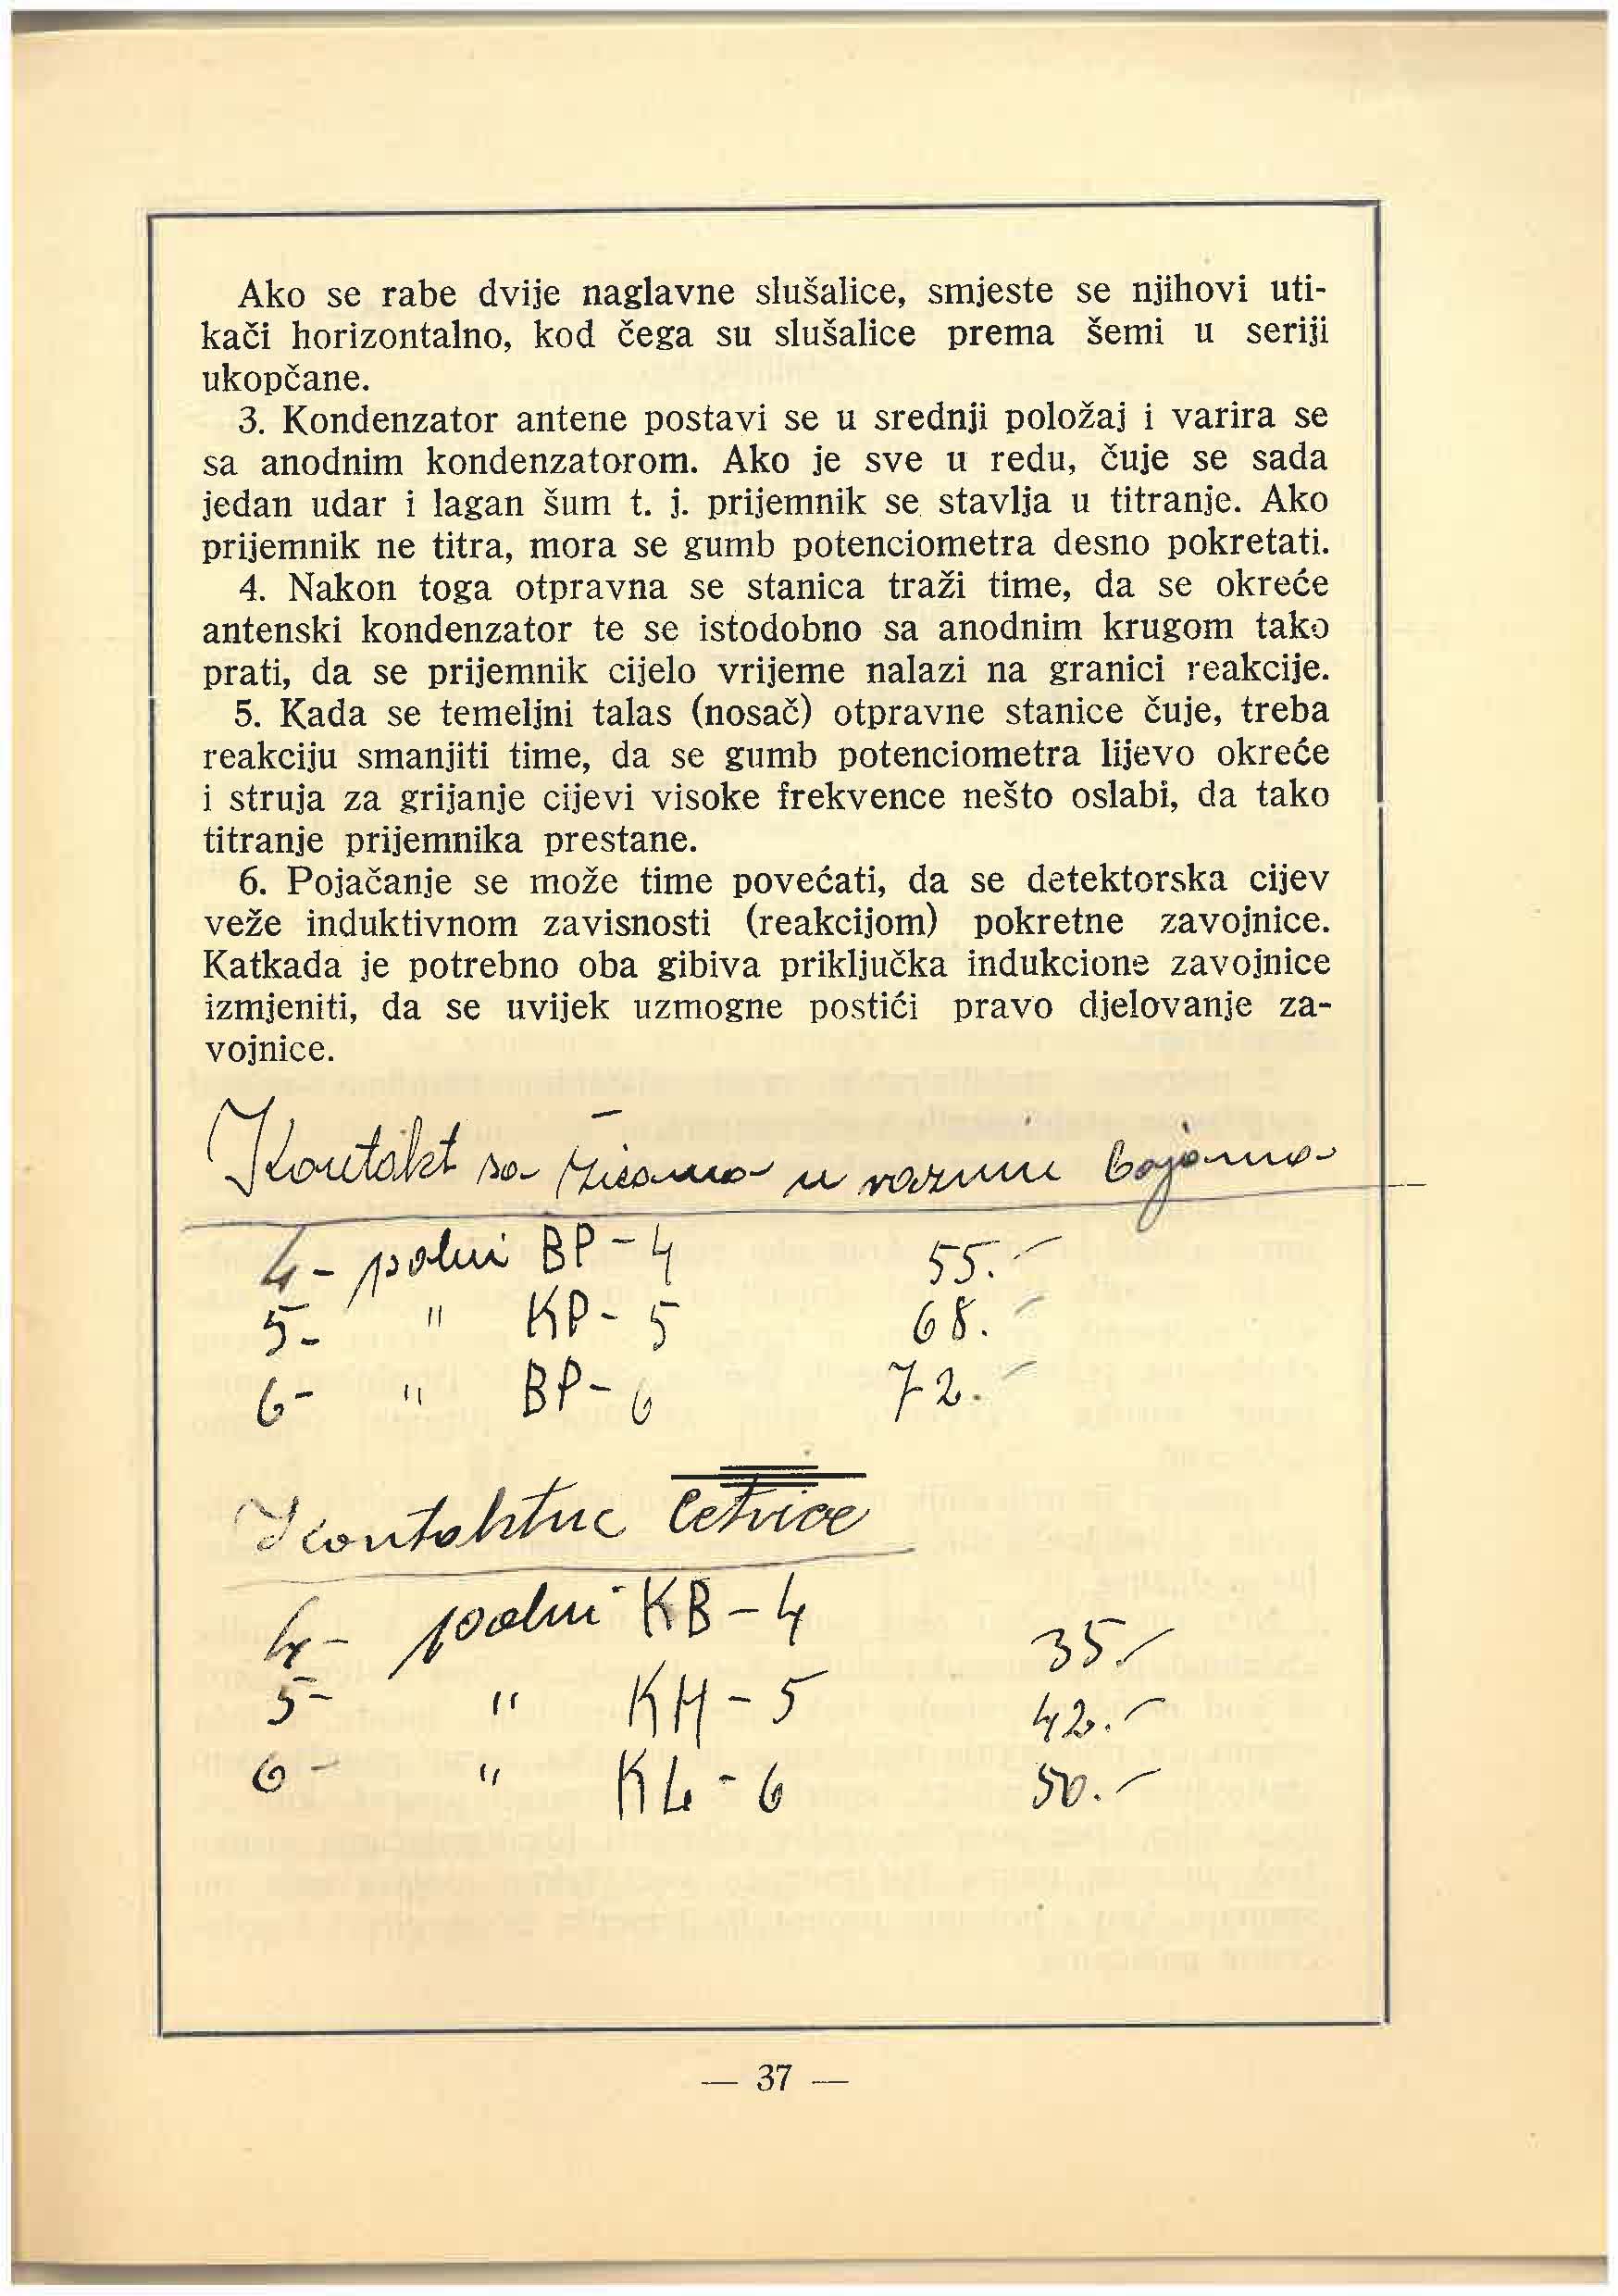 Ako se rabe dvije naglavne slušalice, smjeste se njihovi uti-
kači horizontalno, kod čega su slušalice prema šemi u seriji
ukopčane.
3. Kondenzator antene postavi se u srednji položaj i varira se
sa anodnim kondenzatorom. Ako je sve u redu, čuje se sada
jedan udar i lagan šum t. j. prijemnik se stavlja u titranje. Ako
prijemnik ne titra, mora se gumb potenciometra desno pokretati.
4. Nakon toga otpravna se stanica traži time, da se okreće
antenski kondenzator te se istodobno sa anodnim krugom tako
prati, da se prijemnik cijelo vrijeme nalazi na granici reakcije.
5. Kada se temeljni talas (nosač) otpravne stanice čuje, treba
reakciju smanjiti time, da se gumb potenciometra lijevo okreće
i struja za grijanje cijevi visoke frekvence nešto oslabi, da tako
titranje prijemnika prestane.
6. Pojačanje se može time povećati, da se detektorska cijev
veže induktivnom zavisnosti (reakcijom) pokretne zavojnice.
Katkada je potrebno oba gibiva priključka indukcione zavojnice
izmjeniti, da se uvijek uzmogne postići pravo djelovanje za-
vojnice.
Kontakt sa žicama u raznim bojama
4- polni BP-4 55.-
5- " KP-5 68.-
6- " BP-6 72.-
Kontaktne letvice
4- polni KB-4 35.-
5- " KH-5 42.-
6- " KL-6 50.-
— 37 —